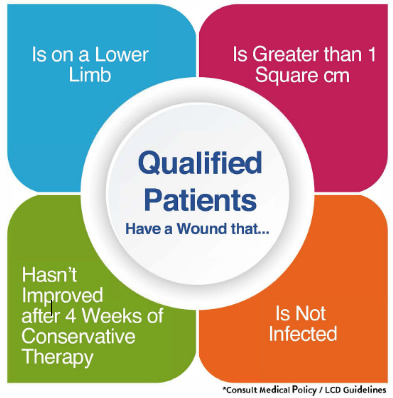 Is on a Lower
Limb
Is Greater than 1
Square cm
Qualified
Patients
Have a Wound that...
Hasn't
Improved
after 4 Weeks of
Conservative
Therapy
Is Not
Infected
*Consult Medical Policy / LCD Guidelines